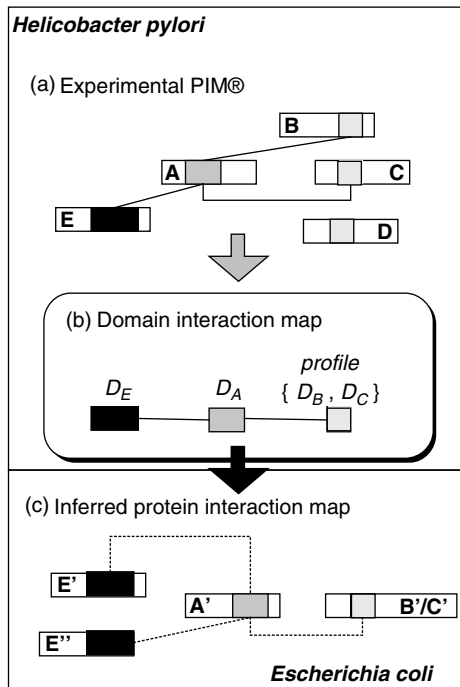 Helicobacter pylori
(a) Experimental PIM®
B
A
C
E
D
(b) Domain interaction map
profile
D_E D_A { D_B , D_C }
(c) Inferred protein interaction map
E'
A'
B'/C'
E''
Escherichia coli